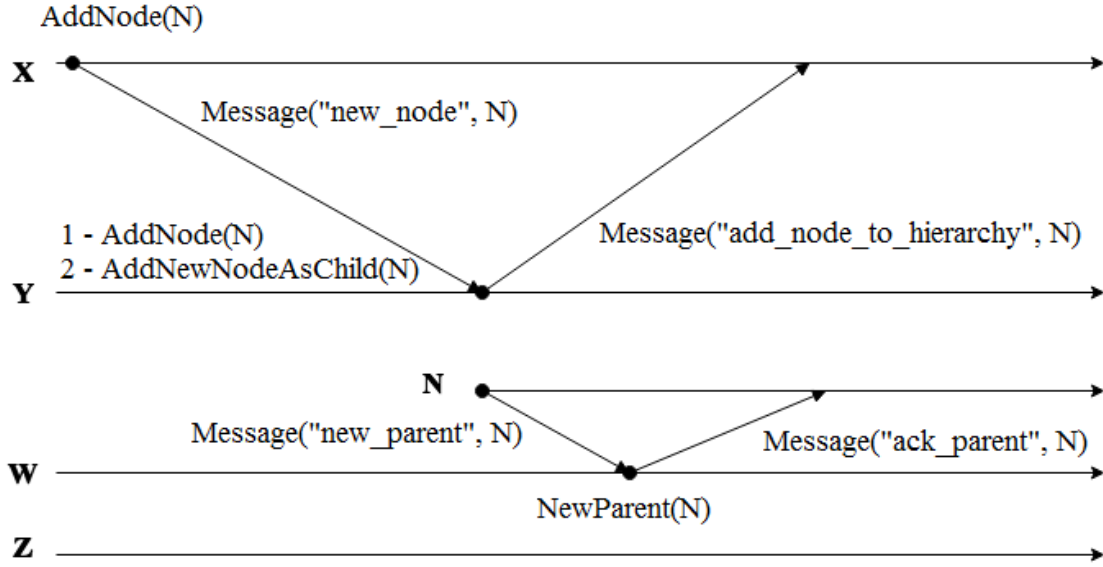 AddNode(N)
X
Message("new_node", N)
1 - AddNode(N)
2 - AddNewNodeAsChild(N)
Message("add_node_to_hierarchy", N)
Y
N
Message("new_parent", N)
Message("ack_parent", N)
W
NewParent(N)
Z